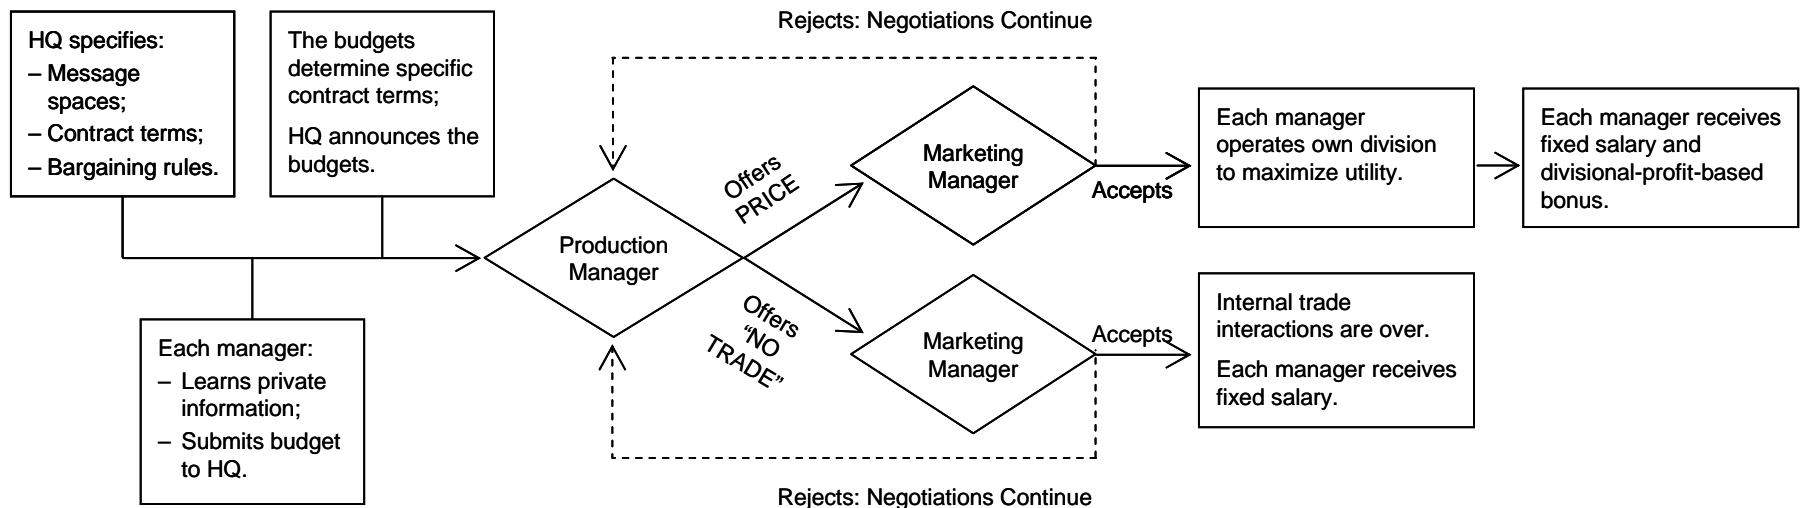 HQ specifies:
– Message
spaces;
– Contract terms;
– Bargaining rules.
The budgets
determine specific
contract terms;
HQ announces the
budgets.
Each manager:
– Learns private
information;
– Submits budget
to HQ.
Production
Manager
Rejects: Negotiations Continue
Offers
PRICE
Marketing
Manager
Accepts
Each manager
operates own division
to maximize utility.
Each manager receives
fixed salary and
divisional-profit-based
bonus.
Offers
“NO
TRADE”
Marketing
Manager
Accepts
Internal trade
interactions are over.
Each manager receives
fixed salary.
Rejects: Negotiations Continue